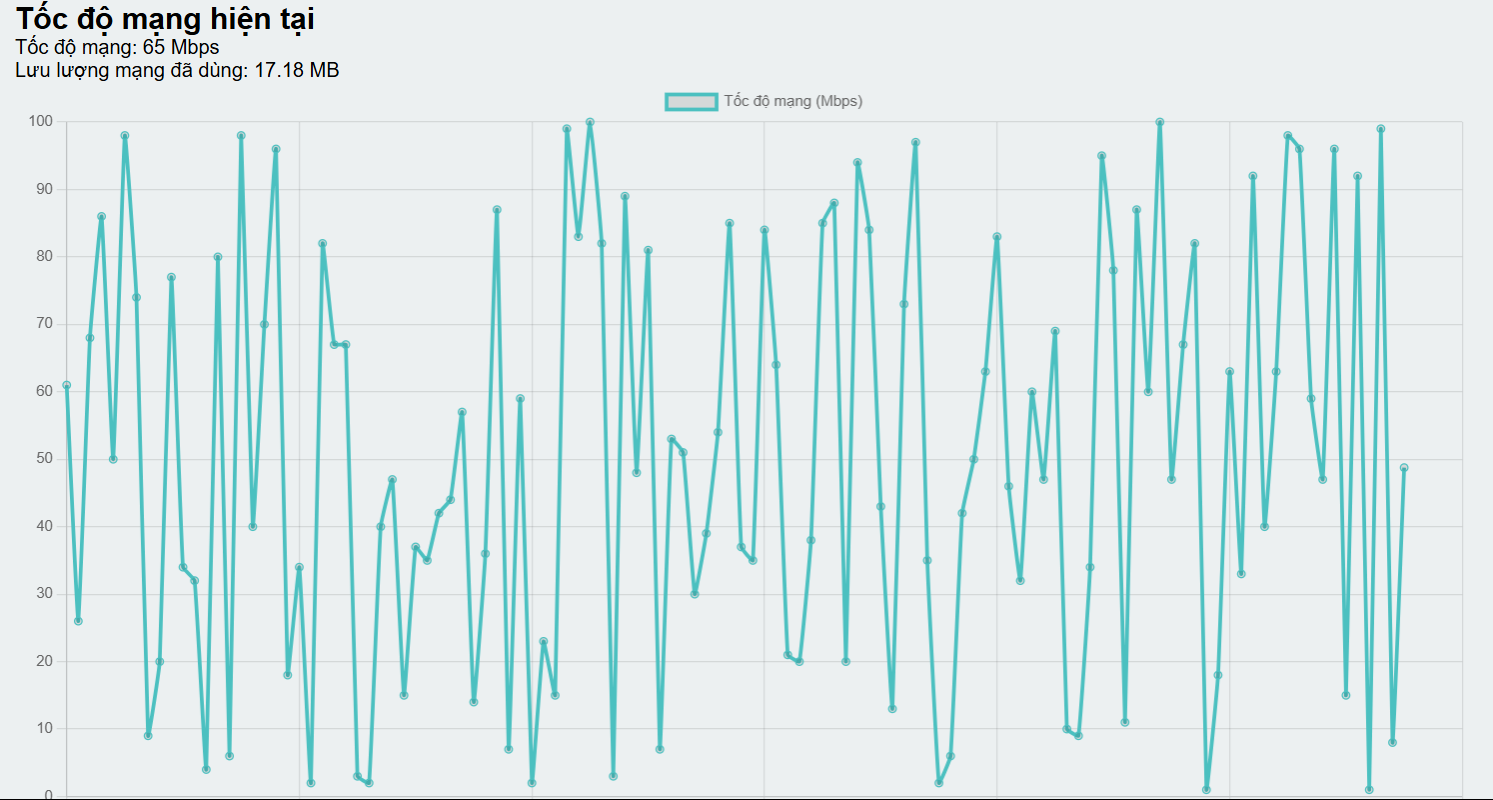 Tốc độ mạng hiện tại
Tốc độ mạng: 65 Mbps
Lưu lượng mạng đã dùng: 17.18 MB
Tốc độ mạng (Mbps)
100
90
80
70
60
50
40
30
20
10
0